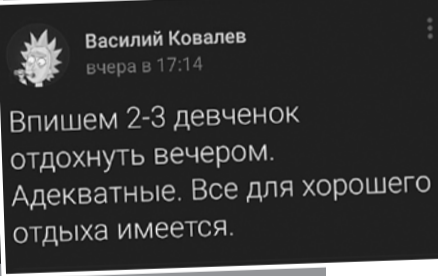 Василий Ковалев
вчера в 17:14
Впишем 2-3 девченок
отдохнуть вечером.
Адекватные. Все для хорошего
отдыха имеется.